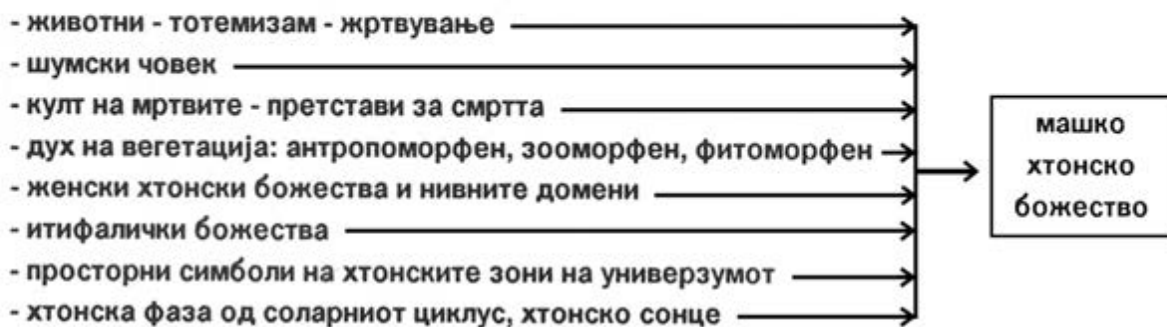 - животни - тотемизам - жртвување
- шумски човек
- култ на мртвите - претстави за смртта
- дух на вегетација: антропоморфен, зооморфен, фитоморфен
- женски хтонски божества и нивните домени
- итифалички божества
- просторни симболи на хтонските зони на универзумот
- хтонска фаза од соларниот циклус, хтонско сонце
машко
хтонско
божество